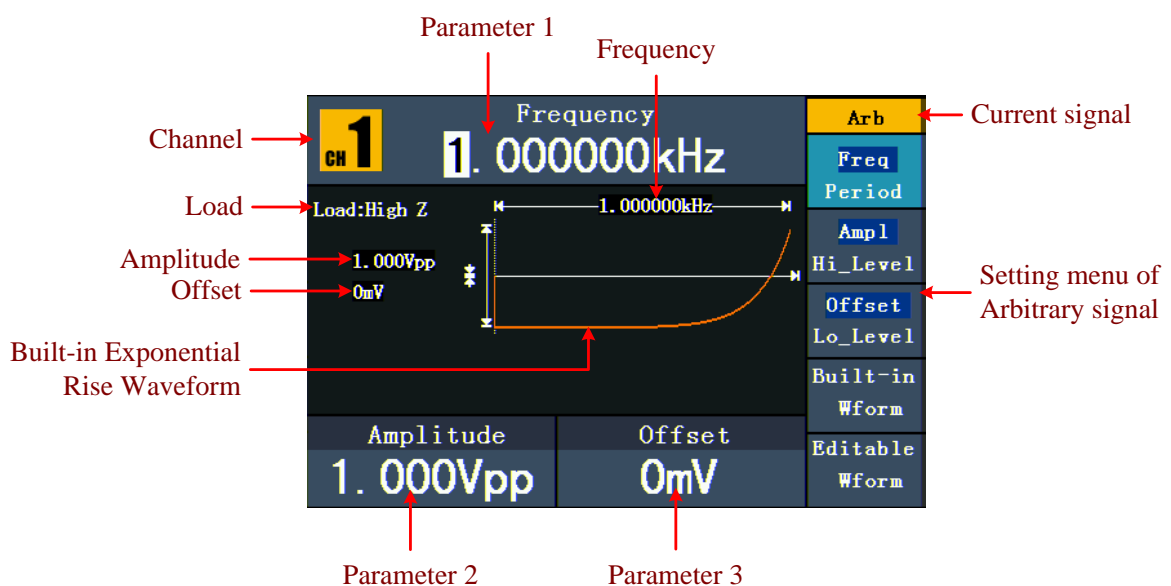 Parameter 1
Frequency
Channel
CH 1
Frequency
1.000000kHz
Arb
Current signal
Freq
Period
Load
Load:High Z
1.000000kHz
Ampl
Hi_Level
Amplitude
1.000Vpp
Offset
0mV
Offset
Lo_Level
Setting menu of
Arbitrary signal
Built-in Exponential
Rise Waveform
Built-in
Wform
Amplitude
1.000Vpp
Offset
0mV
Editable
Wform
Parameter 2
Parameter 3